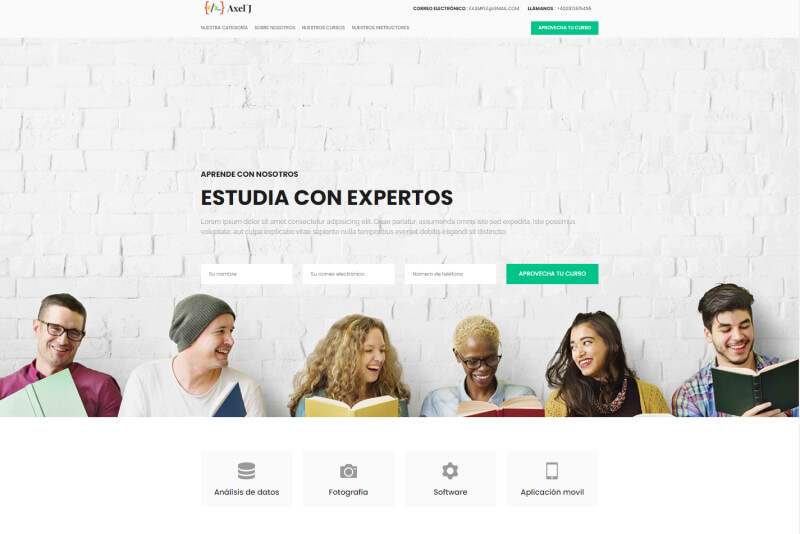 </> Axel'J
CORREO ELECTRÓNICO : EXEMPLE@GMAIL.COM LLÁMANOS :
NUESTRA CATEGORÍA SOBRE NOSOTROS NUESTROS CURSOS NUESTROS INSTRUCTORES
APROVECHA TU CURSO
APRENDE CON NOSOTROS
ESTUDIA CON EXPERTOS
Lorem ipsum dolor sit amet consectetur adipisicing elit. Quae pariatur, assumenda omnis iste sed expedita, iste possimus
voluptate, aut culpa explicabo vitae sapiente nulla temporibus eveniet debitis eligendi sit distinctio
Su nombre
Su correo electrónico
Número de teléfono
APROVECHA TU CURSO
Análisis de datos
Fotografía
Software
Aplicación movil